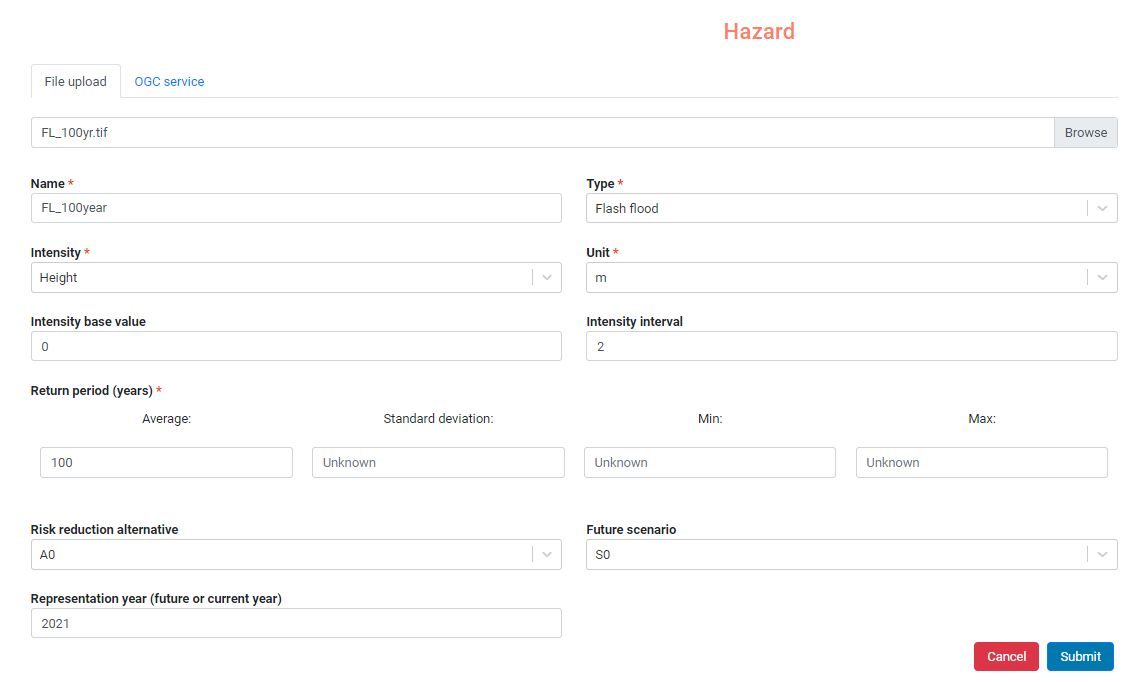 Hazard
File upload OGC service
FL_100yr.tif Browse
Name * Type *
FL_100year Flash flood
Intensity * Unit *
Height m
Intensity base value Intensity interval
0 2
Return period (years) *
Average: Standard deviation: Min: Max:
100 Unknown Unknown Unknown
Risk reduction alternative Future scenario
A0 S0
Representation year (future or current year)
2021
Cancel Submit